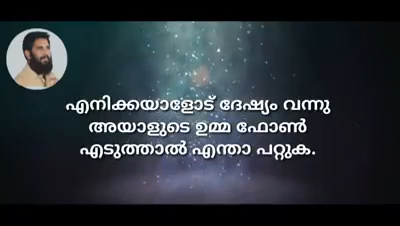 എനിക്കയാളോട് ദേഷ്യം വന്നു
അയാളുടെ ഉമ്മ ഫോൺ
എടുത്താൽ എന്താ പറ്റുക.